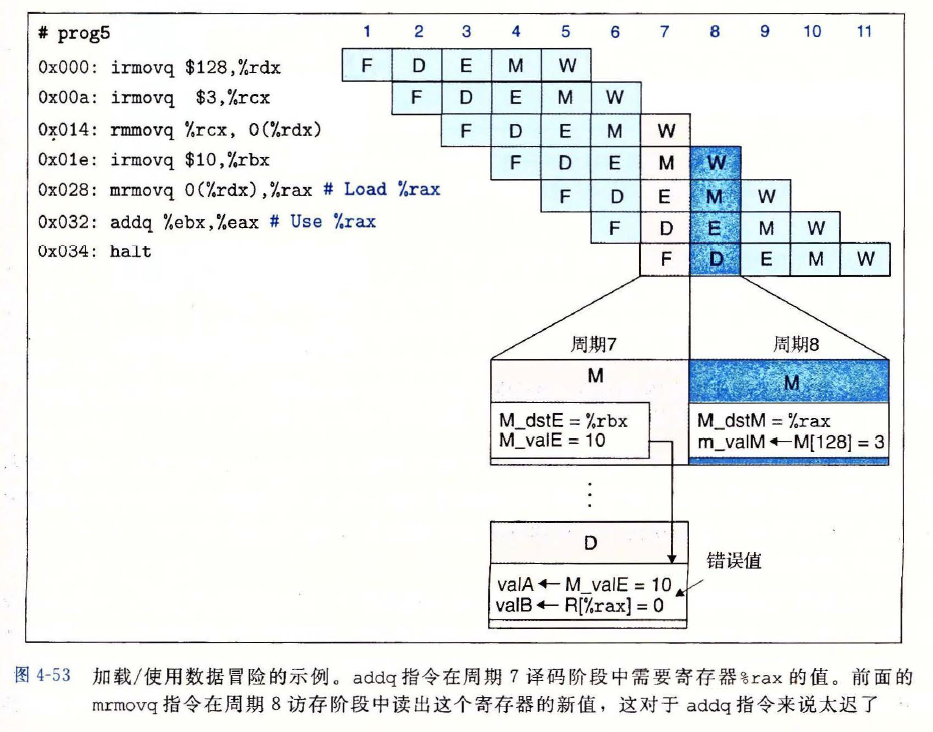 # prog5 1 2 3 4 5 6 7 8 9 10 11
0x000: irmovq $128,%rdx F D E M W
0x00a: irmovq $3,%rcx F D E M W
0x014: rmmovq %rcx, 0(%rdx) F D E M W
0x01e: irmovq $10,%rbx F D E M W
0x028: mrmovq 0(%rdx),%rax # Load %rax F D E M W
0x032: addq %ebx,%eax # Use %rax F D E M W
0x034: halt F D E M W
周期7 周期8
M M
M_dstE = %rbx M_dstM = %rax
M_valE = 10 m_valM ← M[128] = 3
⋮
D
错误值
valA ← M_valE = 10
valB ← R[%rax] = 0
图 4-53 加载/使用数据冒险的示例。addq指令在周期 7 译码阶段中需要寄存器%rax 的值。前面的
mrmovq 指令在周期 8 访存阶段中读出这个寄存器的新值，这对于 addq 指令来说太迟了